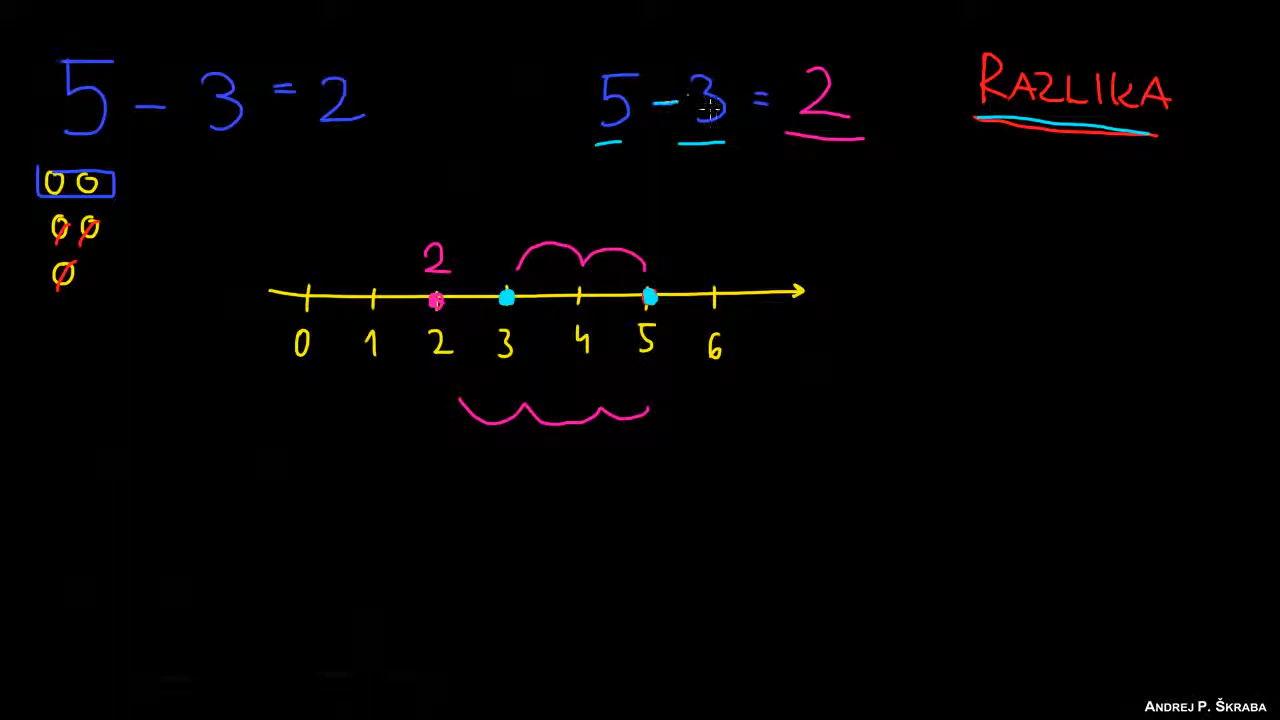 5 - 3 = 2
5 - 3 = 2
RAZLIKA
2
0 1 2 3 4 5 6
ANDREJ P. ŠKRABA